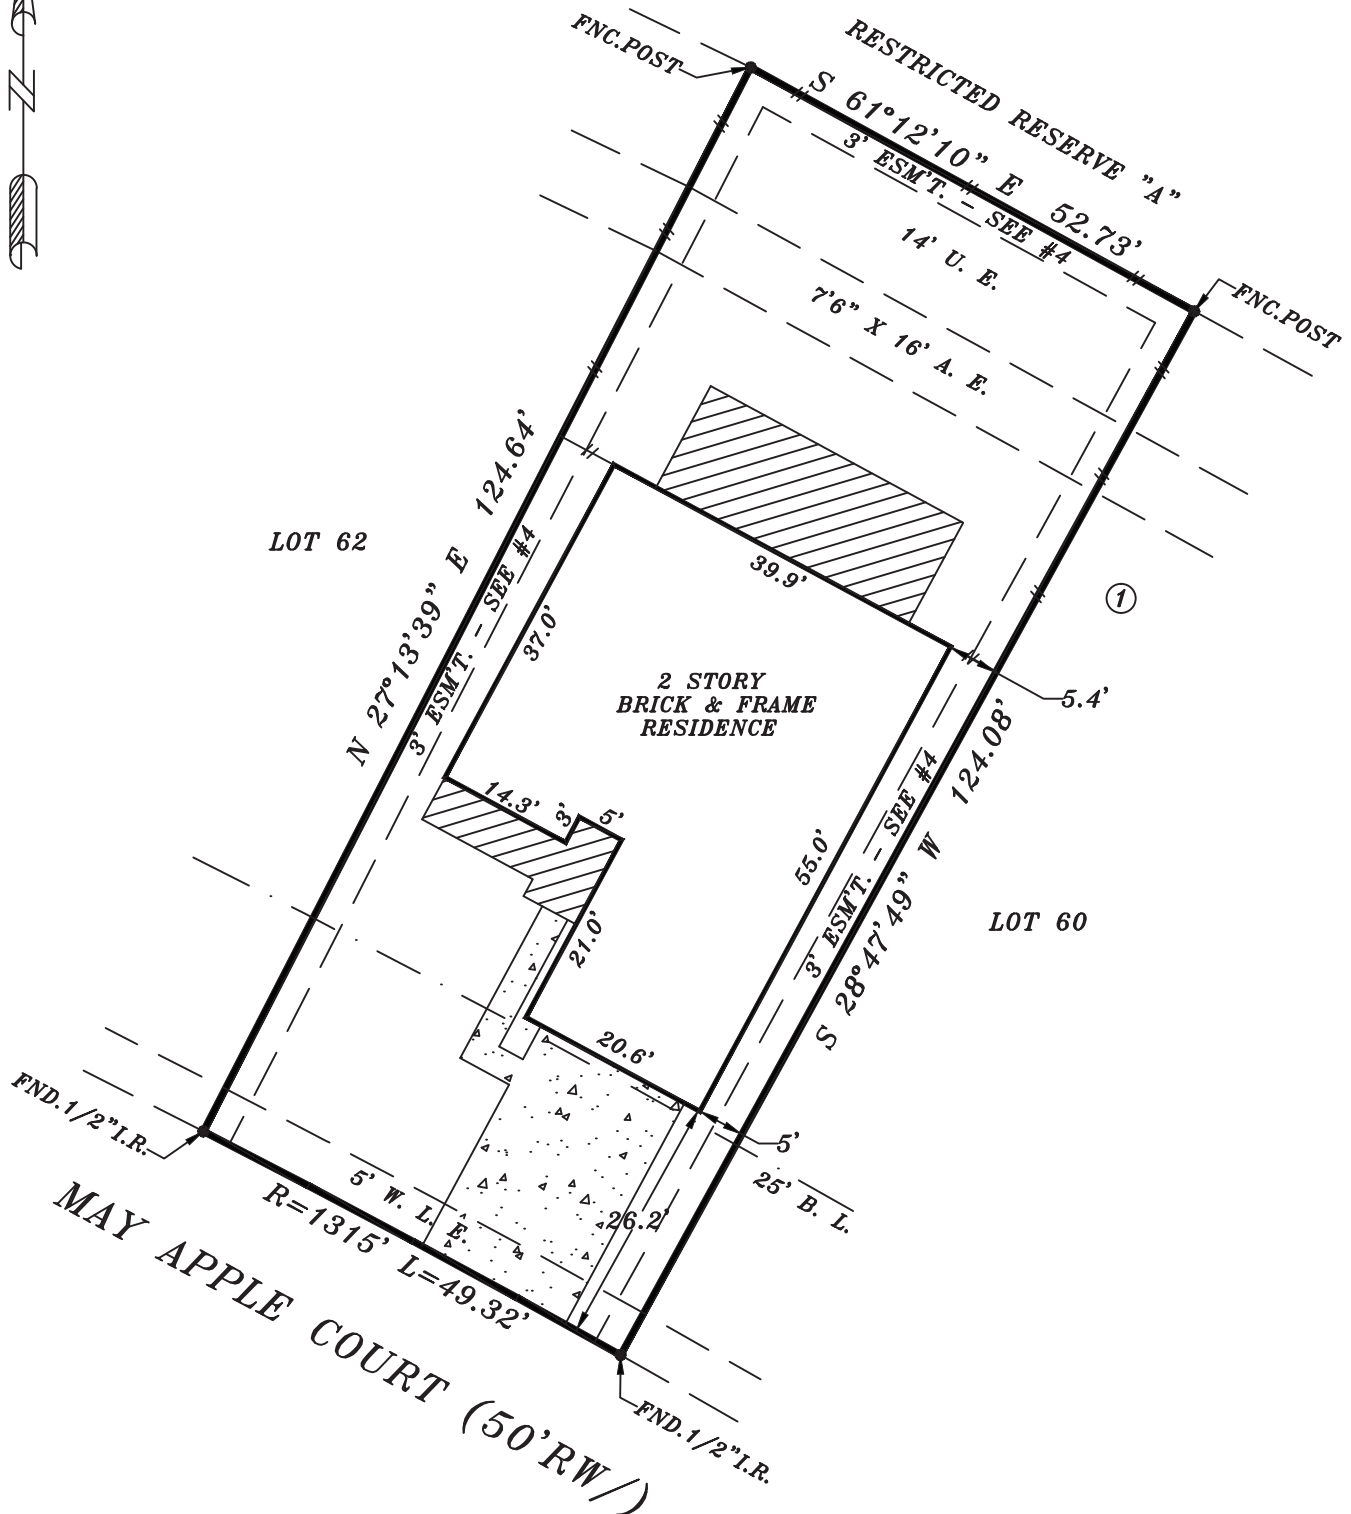 N
FNC.POST
RESTRICTED RESERVE "A"
S 61°12'10" E 52.73'
3' ESM'T. - SEE #4
14' U. E.
7'6" X 16' A. E.
FNC.POST
N 27°13'39" E 124.64'
LOT 62
3' ESM'T. - SEE #4
37.0'
39.9'
1
2 STORY
BRICK & FRAME
RESIDENCE
5.4'
14.3'
3'
5'
55.0'
3' ESM'T. - SEE #4
S 28°47'49" W 124.08'
LOT 60
21.0'
20.6'
5'
25' B. L.
26.2'
FND.1/2"I.R.
5' W. L. E.
R=1315' L=49.32'
MAY APPLE COURT (50'RW/)
FND.1/2"I.R.